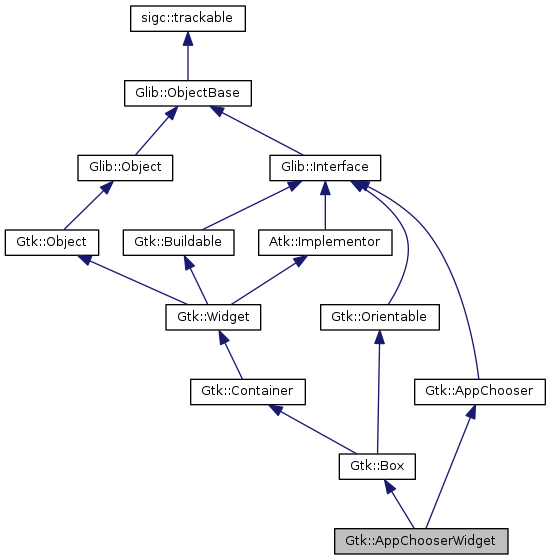 sigc::trackable
Glib::ObjectBase
Glib::Object
Glib::Interface
Gtk::Object
Gtk::Buildable
Atk::Implementor
Gtk::Widget
Gtk::Orientable
Gtk::Container
Gtk::AppChooser
Gtk::Box
Gtk::AppChooserWidget